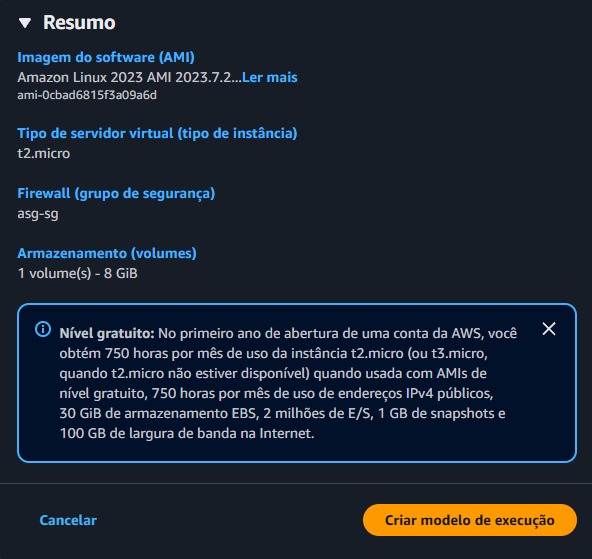 Resumo
Imagem do software (AMI)
Amazon Linux 2023 AMI 2023.7.2...Ler mais
ami-0cbad6815f3a09a6d
Tipo de servidor virtual (tipo de instância)
t2.micro
Firewall (grupo de segurança)
asg-sg
Armazenamento (volumes)
1 volume(s) - 8 GiB
Nível gratuito: No primeiro ano de abertura de uma conta da AWS, você
obtém 750 horas por mês de uso da instância t2.micro (ou t3.micro,
quando t2.micro não estiver disponível) quando usada com AMIs de
nível gratuito, 750 horas por mês de uso de endereços IPv4 públicos,
30 GiB de armazenamento EBS, 2 milhões de E/S, 1 GB de snapshots e
100 GB de largura de banda na Internet.
Cancelar
Criar modelo de execução